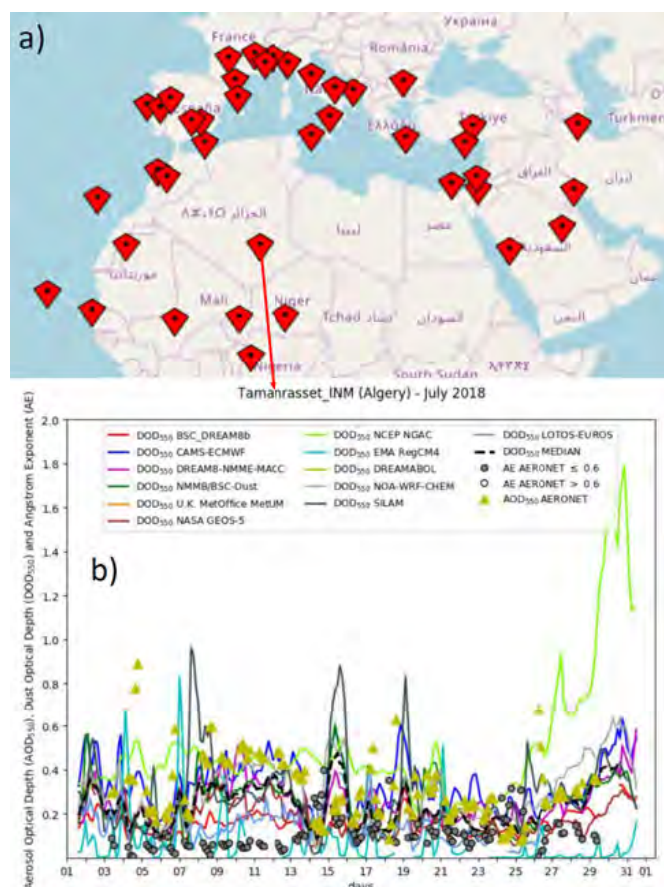 a)
Україна
France
România
España
Ελλάδα
Türkiye
Turkmen
العراق
ایران
الجزائر
ليبيا
مصر
السعودية
موريتانيا
Mali
Niger
Tchad تشاد
السودان
اليمن
عمان
Nigeria
South Sudan
Tamanrasset_INM (Algery) - July 2018
Aerosol Optical Depth (AOD₅₅₀), Dust Optical Depth (DOD₅₅₀) and Angstrom Exponent (AE)
DOD₅₅₀ BSC_DREAM8b
DOD₅₅₀ CAMS-ECMWF
DOD₅₅₀ DREAM8-NMME-MACC
DOD₅₅₀ NMMB/BSC-Dust
DOD₅₅₀ U.K. MetOffice MetUM
DOD₅₅₀ NASA GEOS-5
DOD₅₅₀ NCEP NGAC
DOD₅₅₀ EMA RegCM4
DOD₅₅₀ DREAMABOL
DOD₅₅₀ NOA-WRF-CHEM
DOD₅₅₀ SILAM
DOD₅₅₀ LOTOS-EUROS
DOD₅₅₀ MEDIAN
AE AERONET ≤ 0.6
AE AERONET > 0.6
AOD₅₅₀ AERONET
b)
2.0
1.8
1.6
1.4
1.2
1.0
0.8
0.6
0.4
0.2
01 03 05 07 09 11 13 15 17 19 21 23 25 27 29 31 01
days